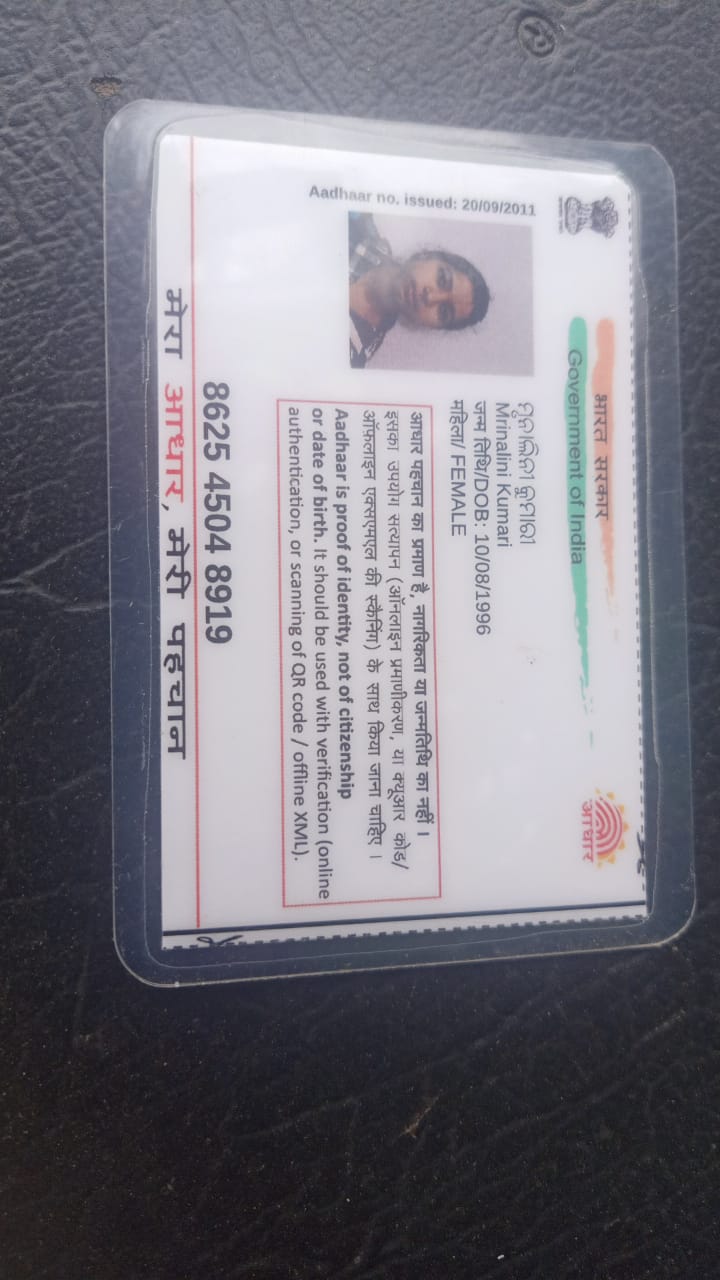 भारत सरकार
Government of India
Aadhaar no. issued: 20/09/2011
ମୃଣାଳିନୀ କୁମାରୀ
Mrinalini Kumari
जन्म तिथि/DOB: 10/08/1996
महिला/ FEMALE
आधार पहचान का प्रमाण है, नागरिकता या जन्मतिथि का नहीं ।
इसका उपयोग सत्यापन (ऑनलाइन प्रमाणीकरण, या क्यूआर कोड/
ऑफ़लाइन एक्सएमएल की स्कैनिंग) के साथ किया जाना चाहिए ।
Aadhaar is proof of identity, not of citizenship
or date of birth. It should be used with verification (online
authentication, or scanning of QR code / offline XML).
8625 4504 8919
मेरा आधार, मेरी पहचान
आधार